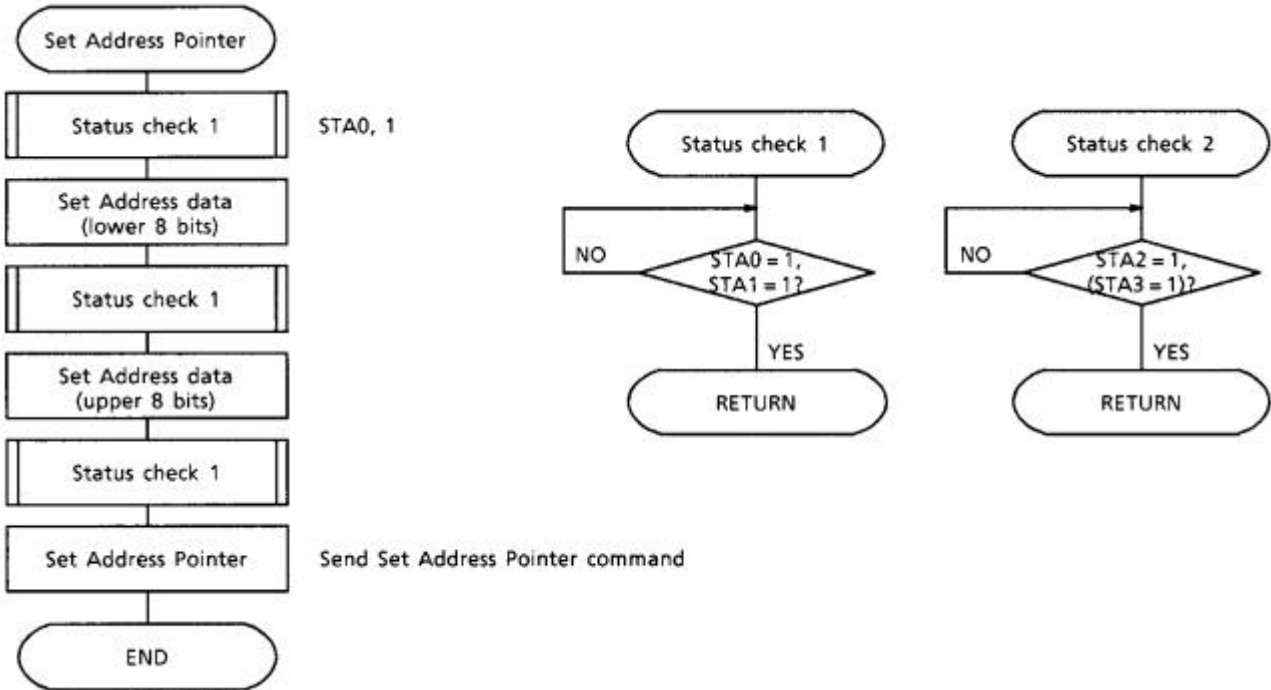 Set Address Pointer
Status check 1
STA0, 1
Set Address data
(lower 8 bits)
Status check 1
Set Address data
(upper 8 bits)
Status check 1
Set Address Pointer
Send Set Address Pointer command
END
Status check 1
NO
STA0 = 1,
STA1 = 1?
YES
RETURN
Status check 2
NO
STA2 = 1,
(STA3 = 1)?
YES
RETURN